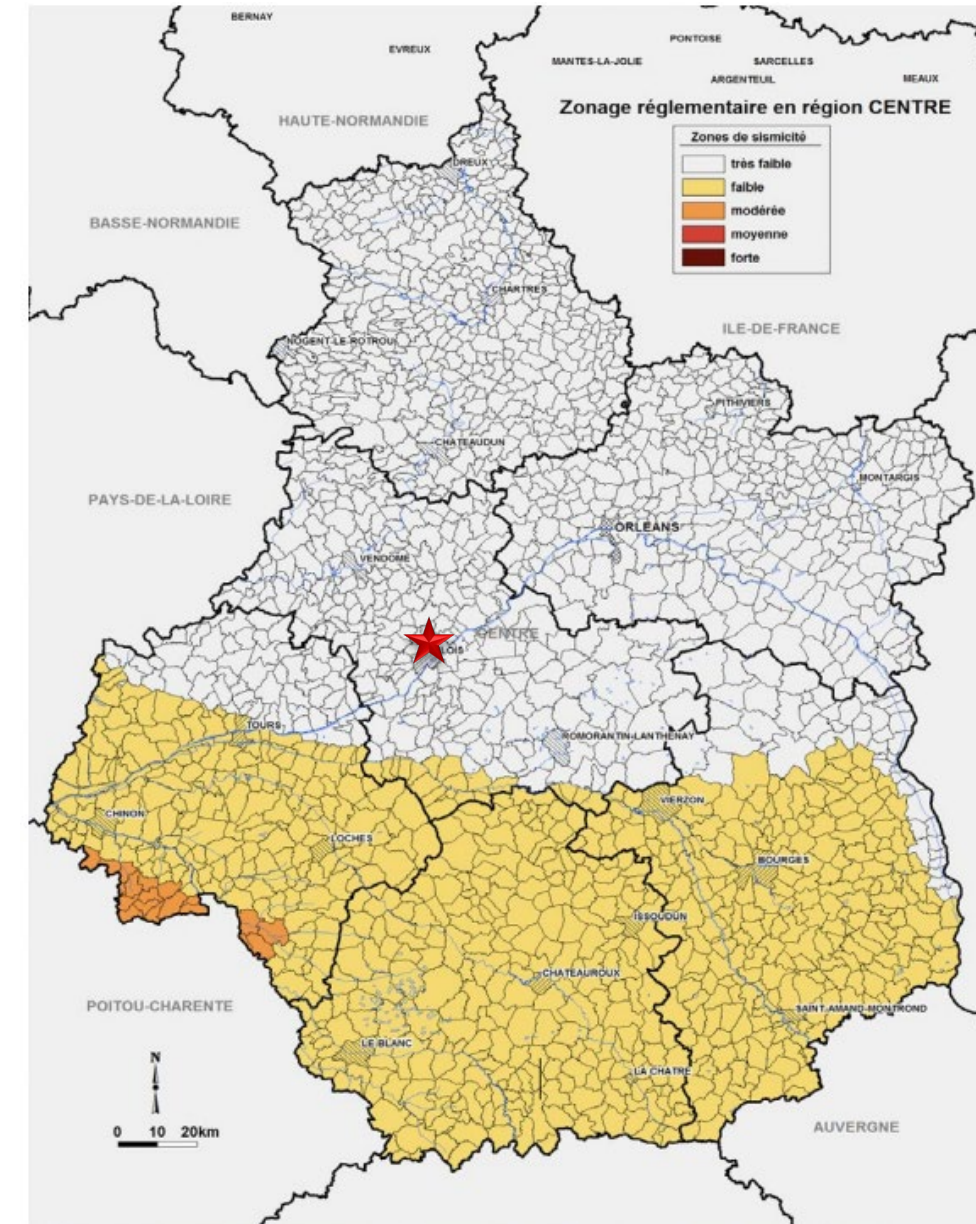 BERNAY
EVREUX
PONTOISE
MANTES-LA-JOLIE
SARCELLES
ARGENTEUIL
MEAUX
Zonage réglementaire en région CENTRE
Zones de sismicité
très faible
faible
modérée
moyenne
forte
HAUTE-NORMANDIE
DREUX
BASSE-NORMANDIE
CHARTRES
ILE-DE-FRANCE
NOGENT-LE-ROTROU
PITHIVIERS
CHATEAUDUN
MONTARGIS
PAYS-DE-LA-LOIRE
ORLEANS
VENDOME
CENTRE
LOIS
TOURS
ROMORANTIN-LANTHENAY
VIERZON
CHINON
LOCHES
BOURGES
ISSOUDUN
CHATEAUROUX
POITOU-CHARENTE
SAINT-AMAND-MONTROND
LE BLANC
LA CHATRE
N
0 10 20km
AUVERGNE